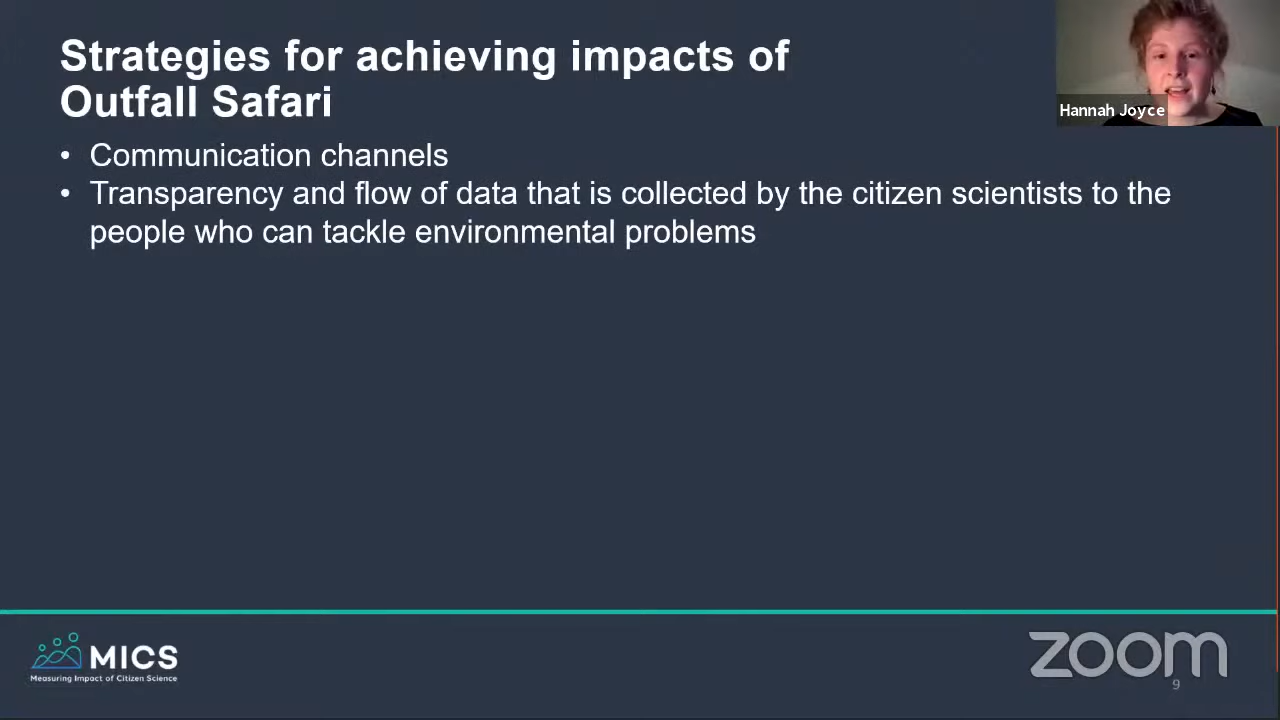 Strategies for achieving impacts of
Outfall Safari
Hannah Joyce
• Communication channels
• Transparency and flow of data that is collected by the citizen scientists to the
people who can tackle environmental problems
MICS
Measuring Impact of Citizen Science
zoom
9